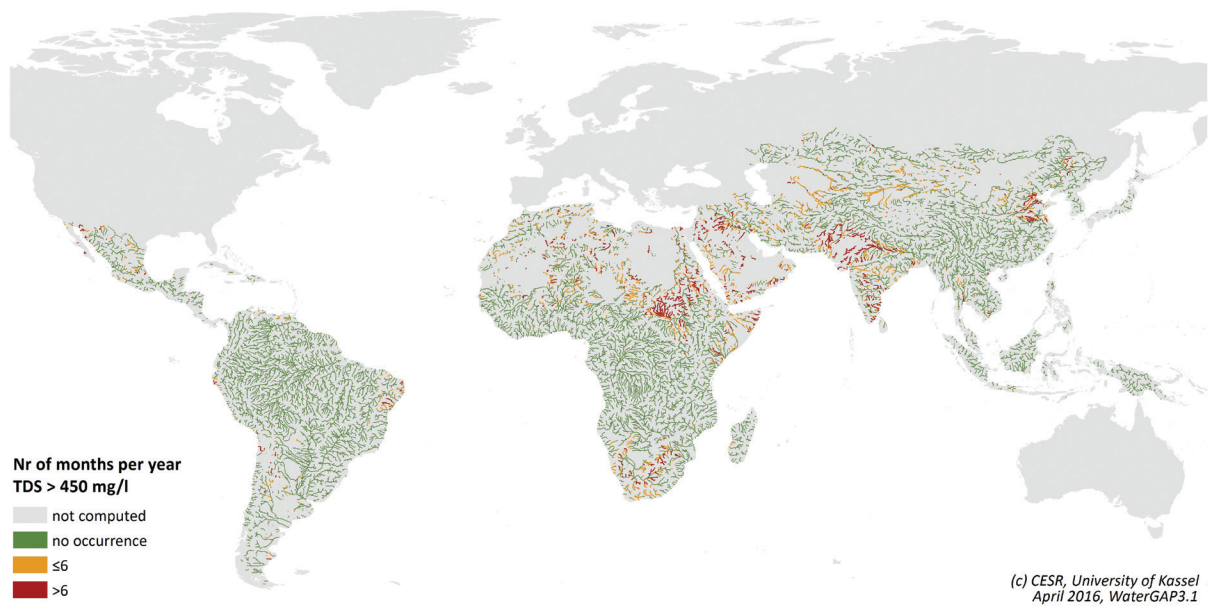 Nr of months per year
TDS > 450 mg/l
not computed
no occurrence
≤6
>6
(c) CESR, University of Kassel
April 2016, WaterGAP3.1